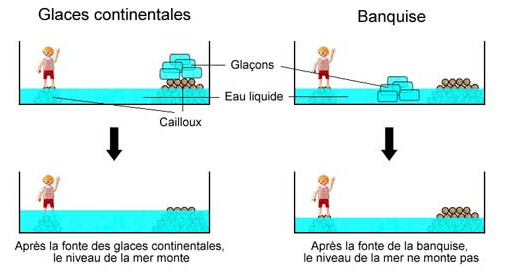 Glaces continentales
Banquise
Glaçons
Eau liquide
Cailloux
Après la fonte des glaces continentales,
le niveau de la mer monte
Après la fonte de la banquise,
le niveau de la mer ne monte pas